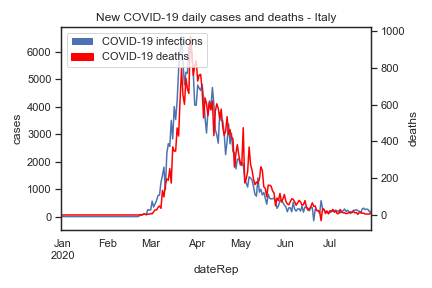 New COVID-19 daily cases and deaths - Italy
COVID-19 infections
COVID-19 deaths
cases
6000
5000
4000
3000
2000
1000
0
1000
800
600
400
200
0
deaths
Jan Feb Mar Apr May Jun Jul
2020
dateRep